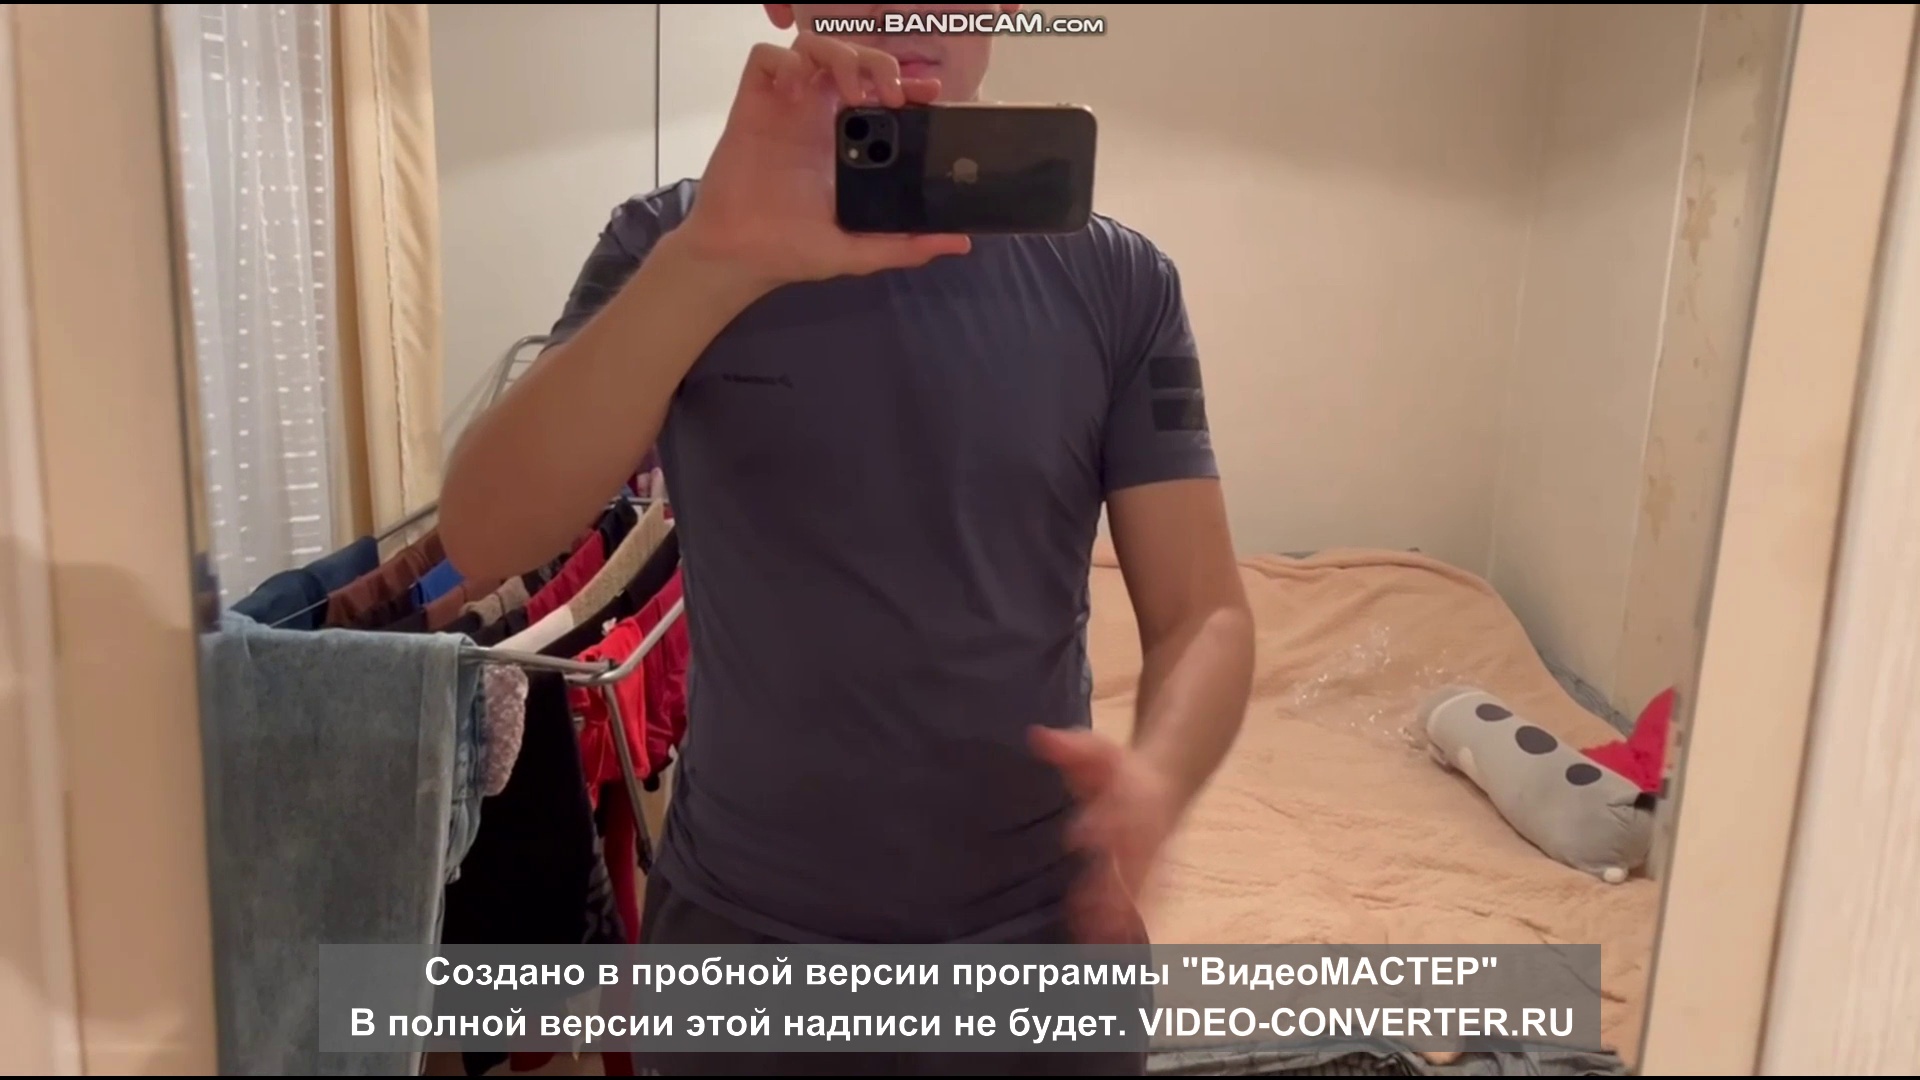 www.BANDICAM.com
Создано в пробной версии программы "ВидеоМАСТЕР"
В полной версии этой надписи не будет. VIDEO-CONVERTER.RU